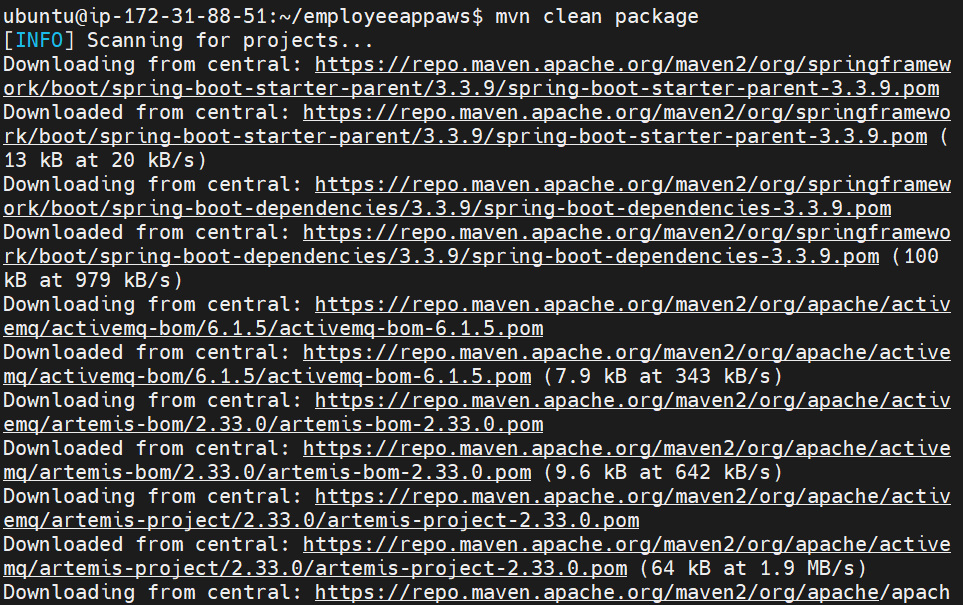 ubuntu@ip-172-31-88-51:~/employeeappaws$ mvn clean package
[INFO] Scanning for projects...
Downloading from central: https://repo.maven.apache.org/maven2/org/springframew
ork/boot/spring-boot-starter-parent/3.3.9/spring-boot-starter-parent-3.3.9.pom
Downloaded from central: https://repo.maven.apache.org/maven2/org/springframewo
rk/boot/spring-boot-starter-parent/3.3.9/spring-boot-starter-parent-3.3.9.pom (
13 kB at 20 kB/s)
Downloading from central: https://repo.maven.apache.org/maven2/org/springframew
ork/boot/spring-boot-dependencies/3.3.9/spring-boot-dependencies-3.3.9.pom
Downloaded from central: https://repo.maven.apache.org/maven2/org/springframewo
rk/boot/spring-boot-dependencies/3.3.9/spring-boot-dependencies-3.3.9.pom (100
kB at 979 kB/s)
Downloading from central: https://repo.maven.apache.org/maven2/org/apache/activ
emq/activemq-bom/6.1.5/activemq-bom-6.1.5.pom
Downloaded from central: https://repo.maven.apache.org/maven2/org/apache/active
mq/activemq-bom/6.1.5/activemq-bom-6.1.5.pom (7.9 kB at 343 kB/s)
Downloading from central: https://repo.maven.apache.org/maven2/org/apache/activ
emq/artemis-bom/2.33.0/artemis-bom-2.33.0.pom
Downloaded from central: https://repo.maven.apache.org/maven2/org/apache/active
mq/artemis-bom/2.33.0/artemis-bom-2.33.0.pom (9.6 kB at 642 kB/s)
Downloading from central: https://repo.maven.apache.org/maven2/org/apache/activ
emq/artemis-project/2.33.0/artemis-project-2.33.0.pom
Downloaded from central: https://repo.maven.apache.org/maven2/org/apache/active
mq/artemis-project/2.33.0/artemis-project-2.33.0.pom (64 kB at 1.9 MB/s)
Downloading from central: https://repo.maven.apache.org/maven2/org/apache/apach